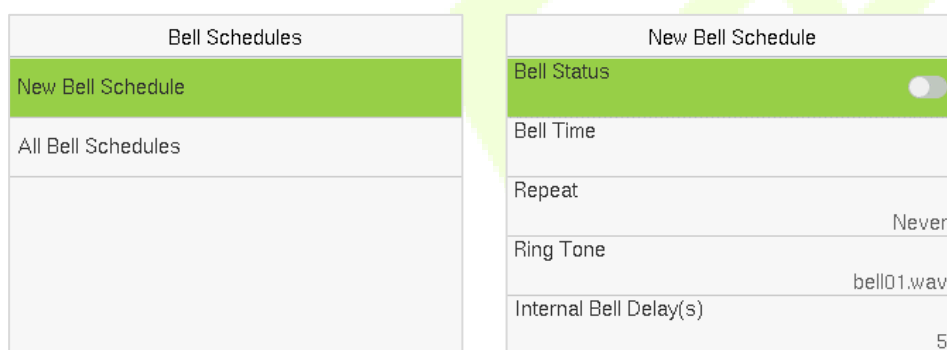 Bell Schedules
New Bell Schedule
All Bell Schedules
New Bell Schedule
Bell Status
Bell Time
Repeat
Never
Ring Tone
bell01.wav
Internal Bell Delay(s)
5